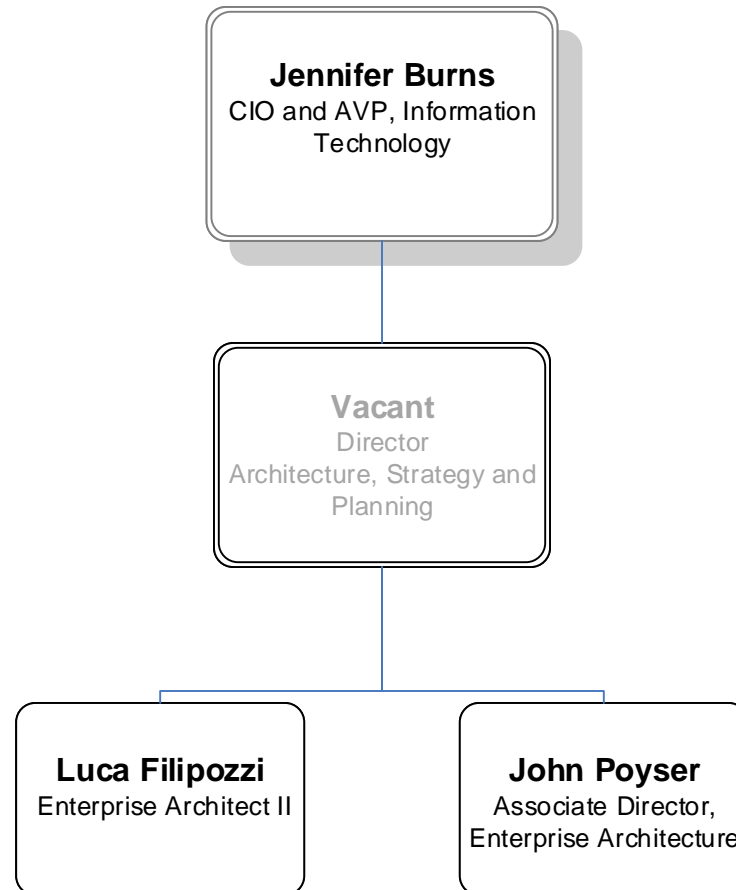 Jennifer Burns
CIO and AVP, Information
Technology
Vacant
Director
Architecture, Strategy and
Planning
Luca Filipozzi
Enterprise Architect II
John Poyser
Associate Director,
Enterprise Architecture